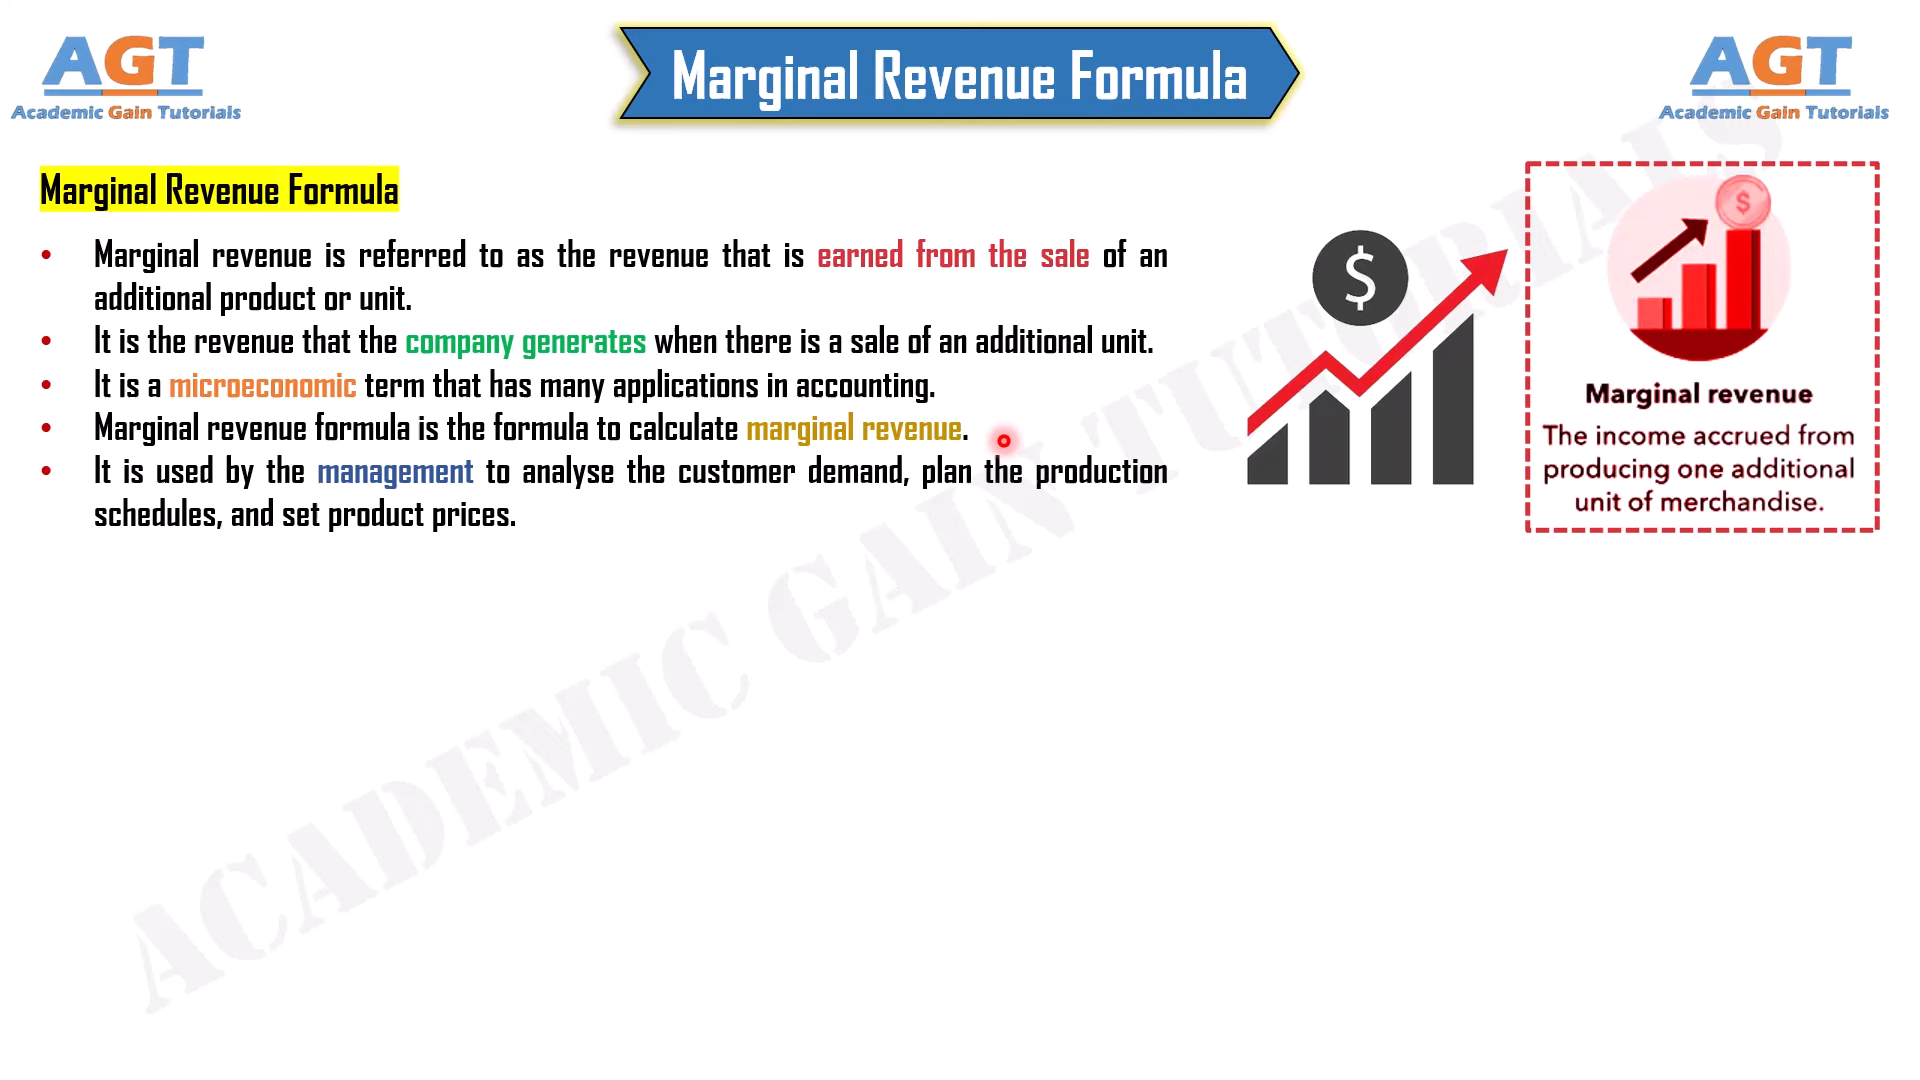 AGT
Academic Gain Tutorials
Marginal Revenue Formula
AGT
Academic Gain Tutorials
Marginal Revenue Formula
• Marginal revenue is referred to as the revenue that is earned from the sale of an
additional product or unit.
• It is the revenue that the company generates when there is a sale of an additional unit.
• It is a microeconomic term that has many applications in accounting.
• Marginal revenue formula is the formula to calculate marginal revenue.
• It is used by the management to analyse the customer demand, plan the production
schedules, and set product prices.
$
$
Marginal revenue
The income accrued from
producing one additional
unit of merchandise.
ACADEMIC GAIN TUTORIALS